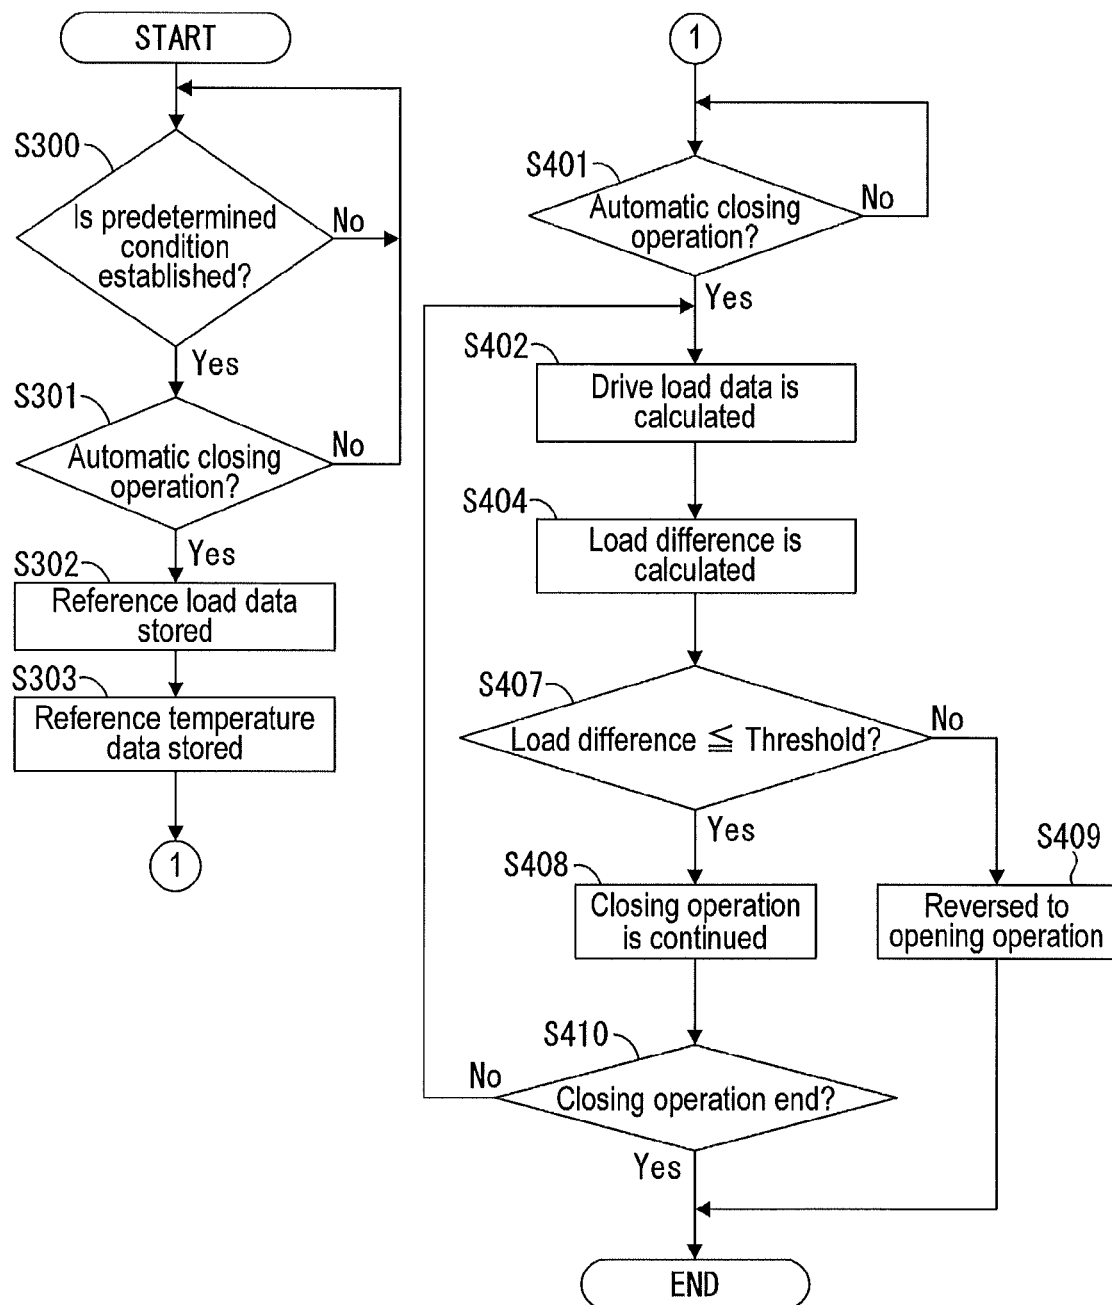 START
S300
Is predetermined
condition
established?
No
Yes
S301
Automatic closing
operation?
No
Yes
S302
Reference load data
stored
S303
Reference temperature
data stored
1
1
S401
Automatic closing
operation?
No
Yes
S402
Drive load data is
calculated
S404
Load difference is
calculated
S407
Load difference ≦ Threshold?
No
Yes
S408
Closing operation
is continued
S409
Reversed to
opening operation
S410
Closing operation end?
No
Yes
END